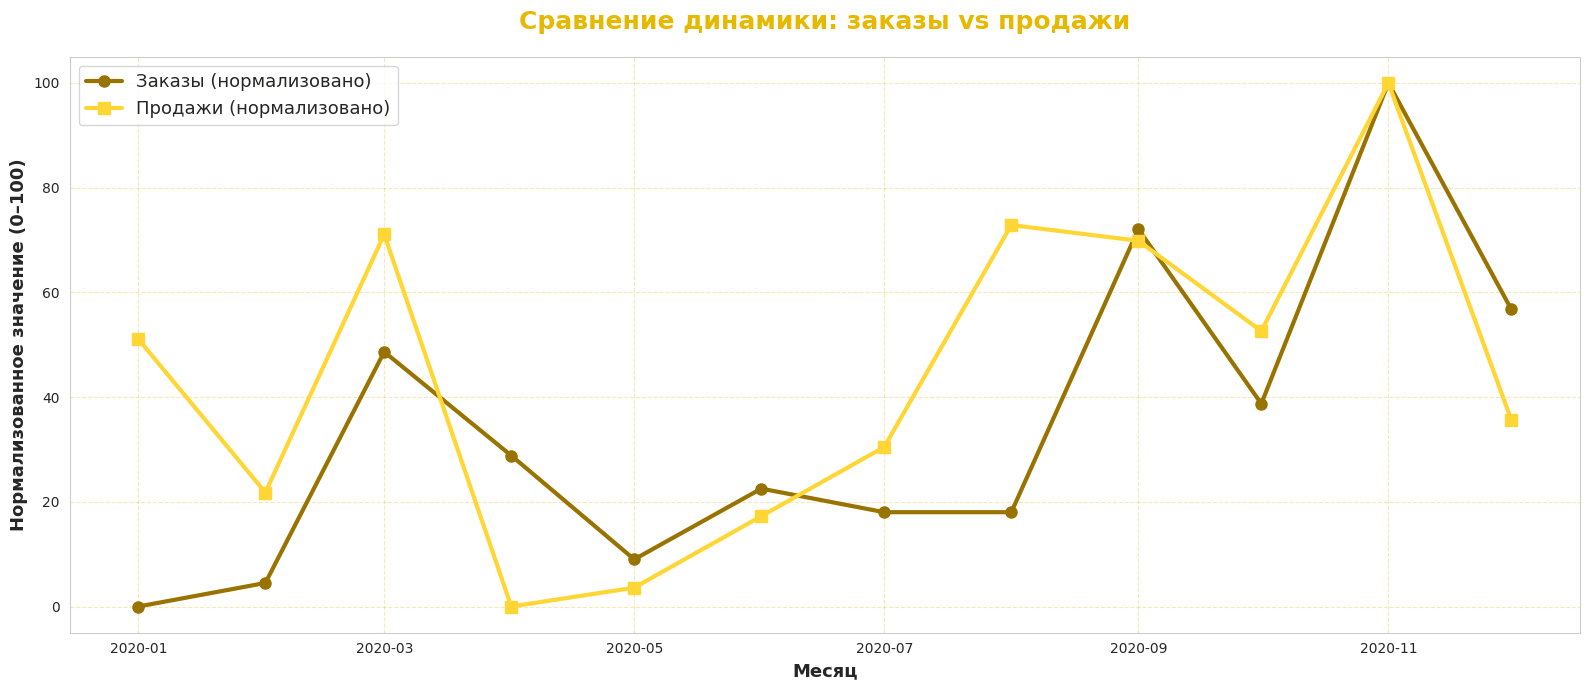 Сравнение динамики: заказы vs продажи
Заказы (нормализовано)
Продажи (нормализовано)
Нормализованное значение (0–100)
100
80
60
40
20
0
2020-01
2020-03
2020-05
2020-07
2020-09
2020-11
Месяц